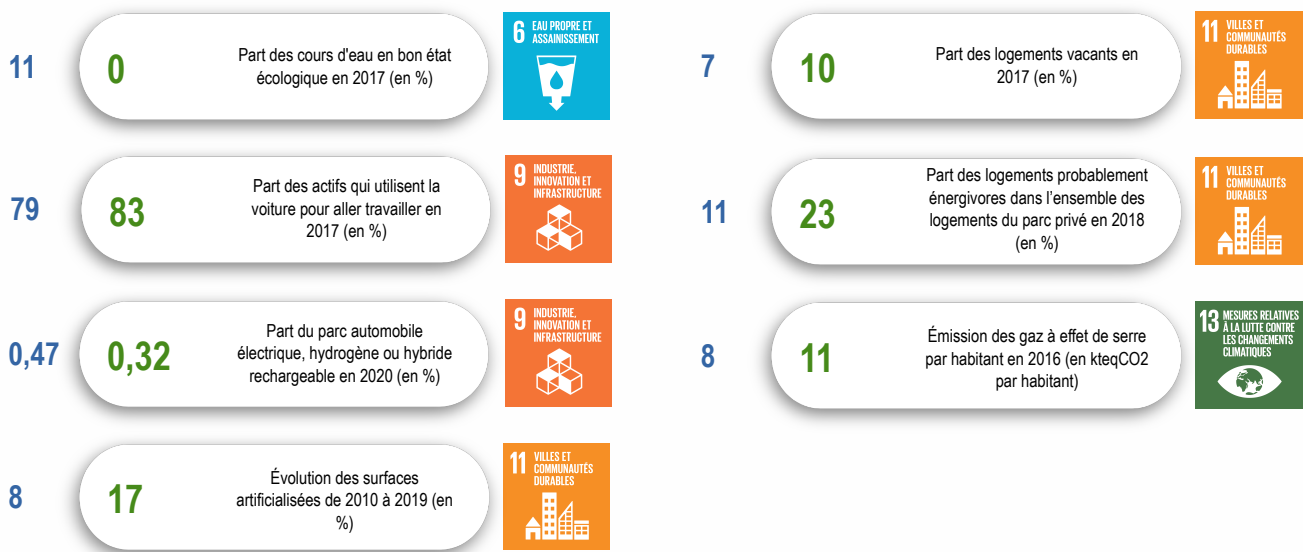 11
0
Part des cours d'eau en bon état
écologique en 2017 (en %)
6 EAU PROPRE ET
ASSAINISSEMENT
79
83
Part des actifs qui utilisent la
voiture pour aller travailler en
2017 (en %)
9 INDUSTRIE,
INNOVATION ET
INFRASTRUCTURE
0,47
0,32
Part du parc automobile
électrique, hydrogène ou hybride
rechargeable en 2020 (en %)
9 INDUSTRIE,
INNOVATION ET
INFRASTRUCTURE
8
17
Évolution des surfaces
artificialisées de 2010 à 2019 (en
%)
11 VILLES ET
COMMUNAUTÉS
DURABLES
7
10
Part des logements vacants en
2017 (en %)
11 VILLES ET
COMMUNAUTÉS
DURABLES
11
23
Part des logements probablement
énergivores dans l’ensemble des
logements du parc privé en 2018
(en %)
11 VILLES ET
COMMUNAUTÉS
DURABLES
8
11
Émission des gaz à effet de serre
par habitant en 2016 (en kteqCO2
par habitant)
13 MESURES RELATIVES
À LA LUTTE CONTRE
LES CHANGEMENTS
CLIMATIQUES